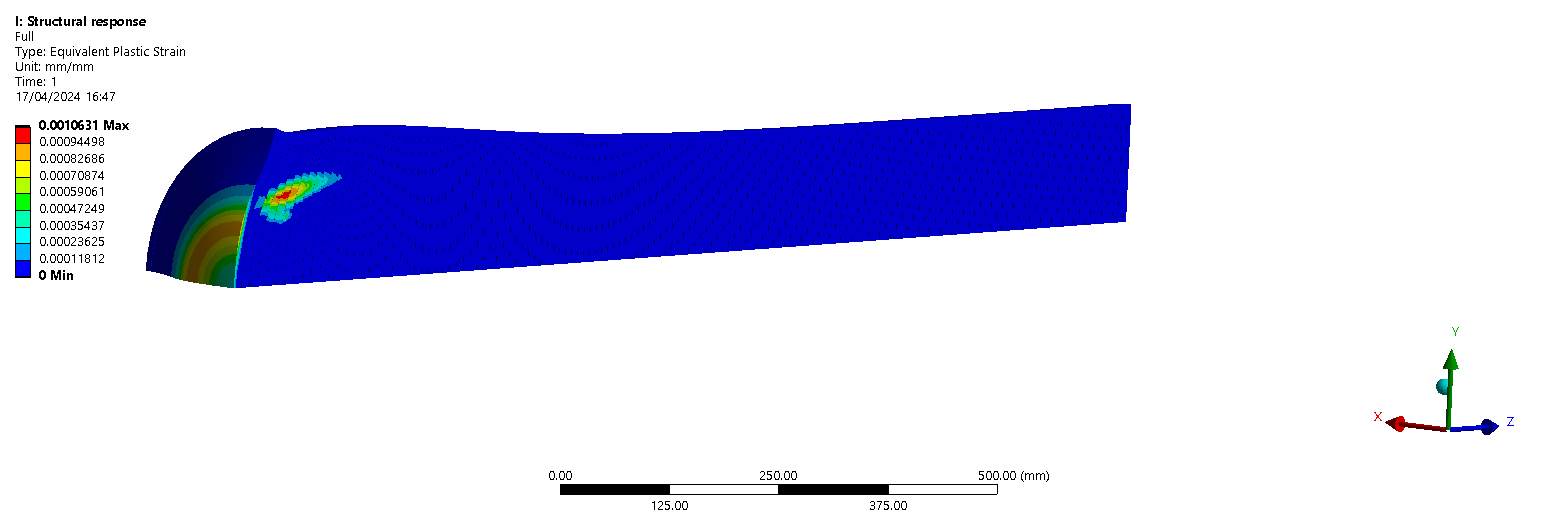 I: Structural response
Full
Type: Equivalent Plastic Strain
Unit: mm/mm
Time: 1
17/04/2024 16:47
0.0010631 Max
0.00094498
0.00082686
0.00070874
0.00059061
0.00047249
0.00035437
0.00023625
0.00011812
0 Min
Y
X
Z
0.00 250.00 500.00 (mm)
125.00 375.00